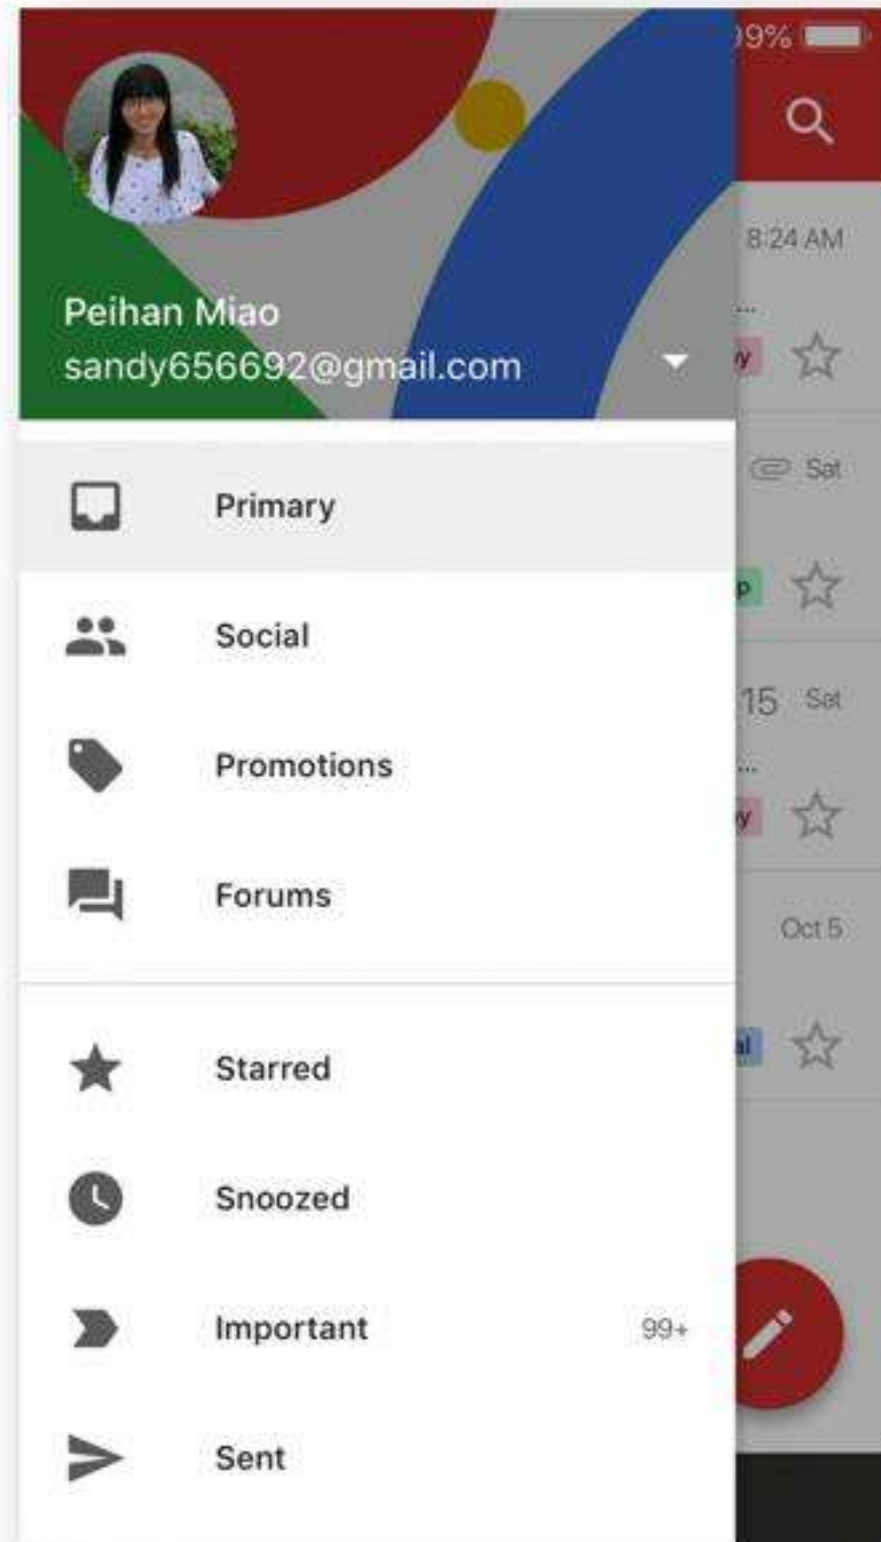 99%
8:24 AM
Peihan Miao
...
sandy656692@gmail.com
Sat
Primary
Social
15 Sat
Promotions
...
Forums
Oct 5
Starred
Snoozed
Important 99+
Sent